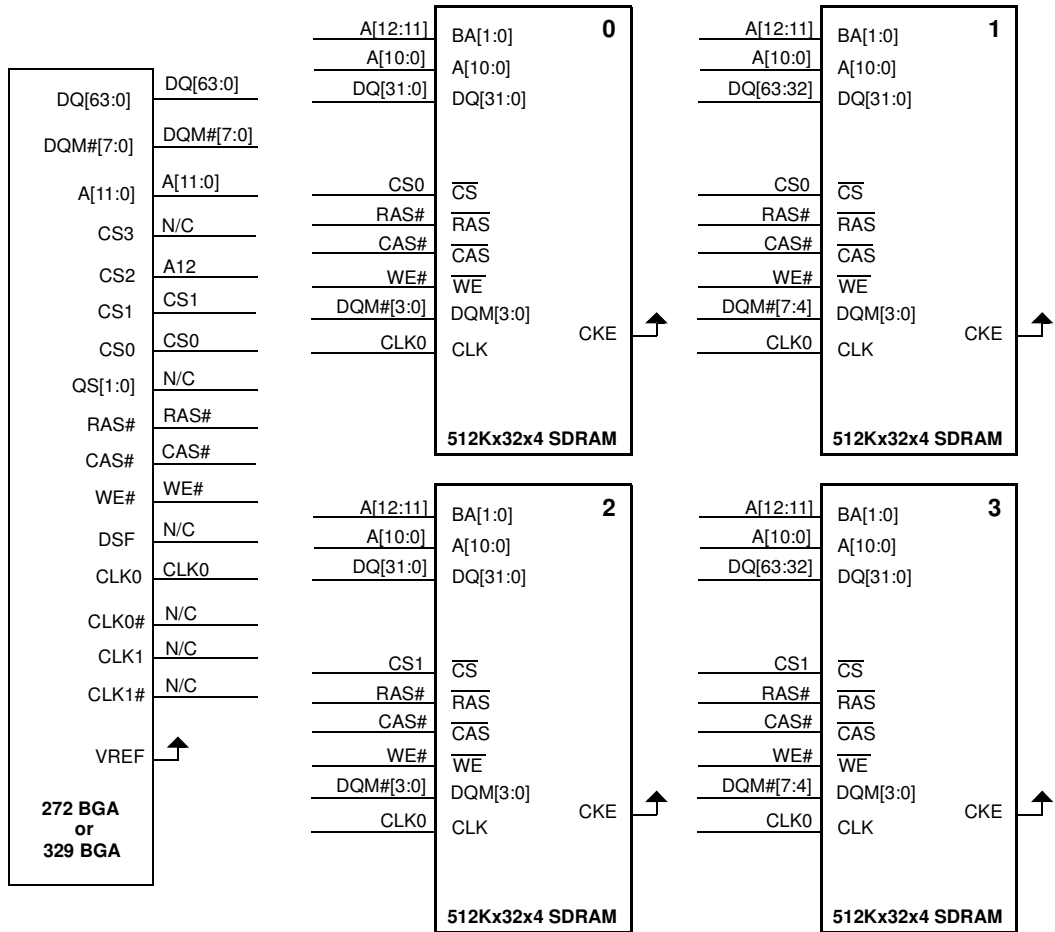 DQ[63:0] DQ[63:0]
DQM#[7:0] DQM#[7:0]
A[11:0] A[11:0]
CS3 N/C
CS2 A12
CS1 CS1
CS0 CS0
QS[1:0] N/C
RAS# RAS#
CAS# CAS#
WE# WE#
DSF N/C
CLK0 CLK0
CLK0# N/C
CLK1 N/C
CLK1# N/C
VREF
272 BGA
or
329 BGA
A[12:11] BA[1:0] 0
A[10:0] A[10:0]
DQ[31:0] DQ[31:0]
CS0 CS
RAS# RAS
CAS# CAS
WE# WE
DQM#[3:0] DQM[3:0]
CKE
CLK0 CLK
512Kx32x4 SDRAM
A[12:11] BA[1:0] 1
A[10:0] A[10:0]
DQ[63:32] DQ[31:0]
CS0 CS
RAS# RAS
CAS# CAS
WE# WE
DQM#[7:4] DQM[3:0]
CKE
CLK0 CLK
512Kx32x4 SDRAM
A[12:11] BA[1:0] 2
A[10:0] A[10:0]
DQ[31:0] DQ[31:0]
CS1 CS
RAS# RAS
CAS# CAS
WE# WE
DQM#[3:0] DQM[3:0]
CKE
CLK0 CLK
512Kx32x4 SDRAM
A[12:11] BA[1:0] 3
A[10:0] A[10:0]
DQ[63:32] DQ[31:0]
CS1 CS
RAS# RAS
CAS# CAS
WE# WE
DQM#[7:4] DQM[3:0]
CKE
CLK0 CLK
512Kx32x4 SDRAM